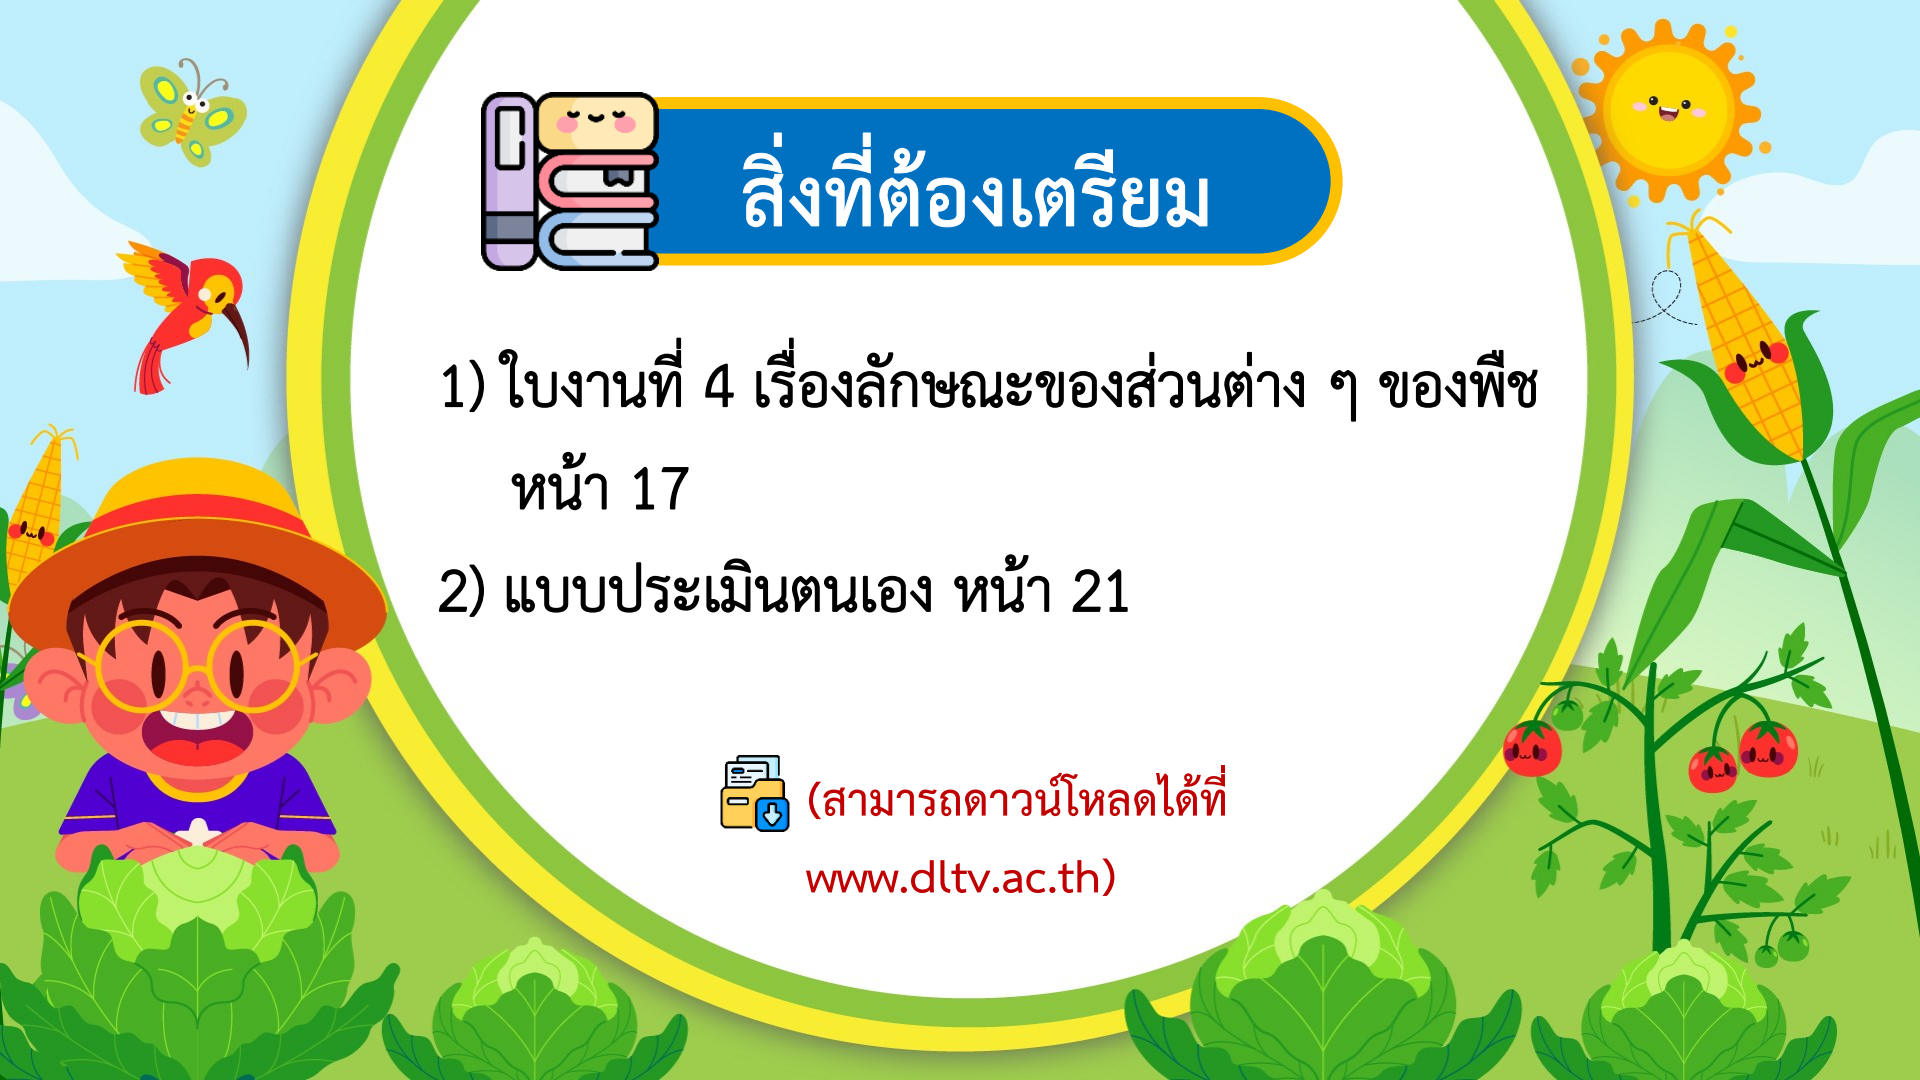 สิ่งที่ต้องเตรียม
1) ใบงานที่ 4 เรื่องลักษณะของส่วนต่าง ๆ ของพืช
หน้า 17
2) แบบประเมินตนเอง หน้า 21
(สามารถดาวน์โหลดได้ที่
www.dltv.ac.th)